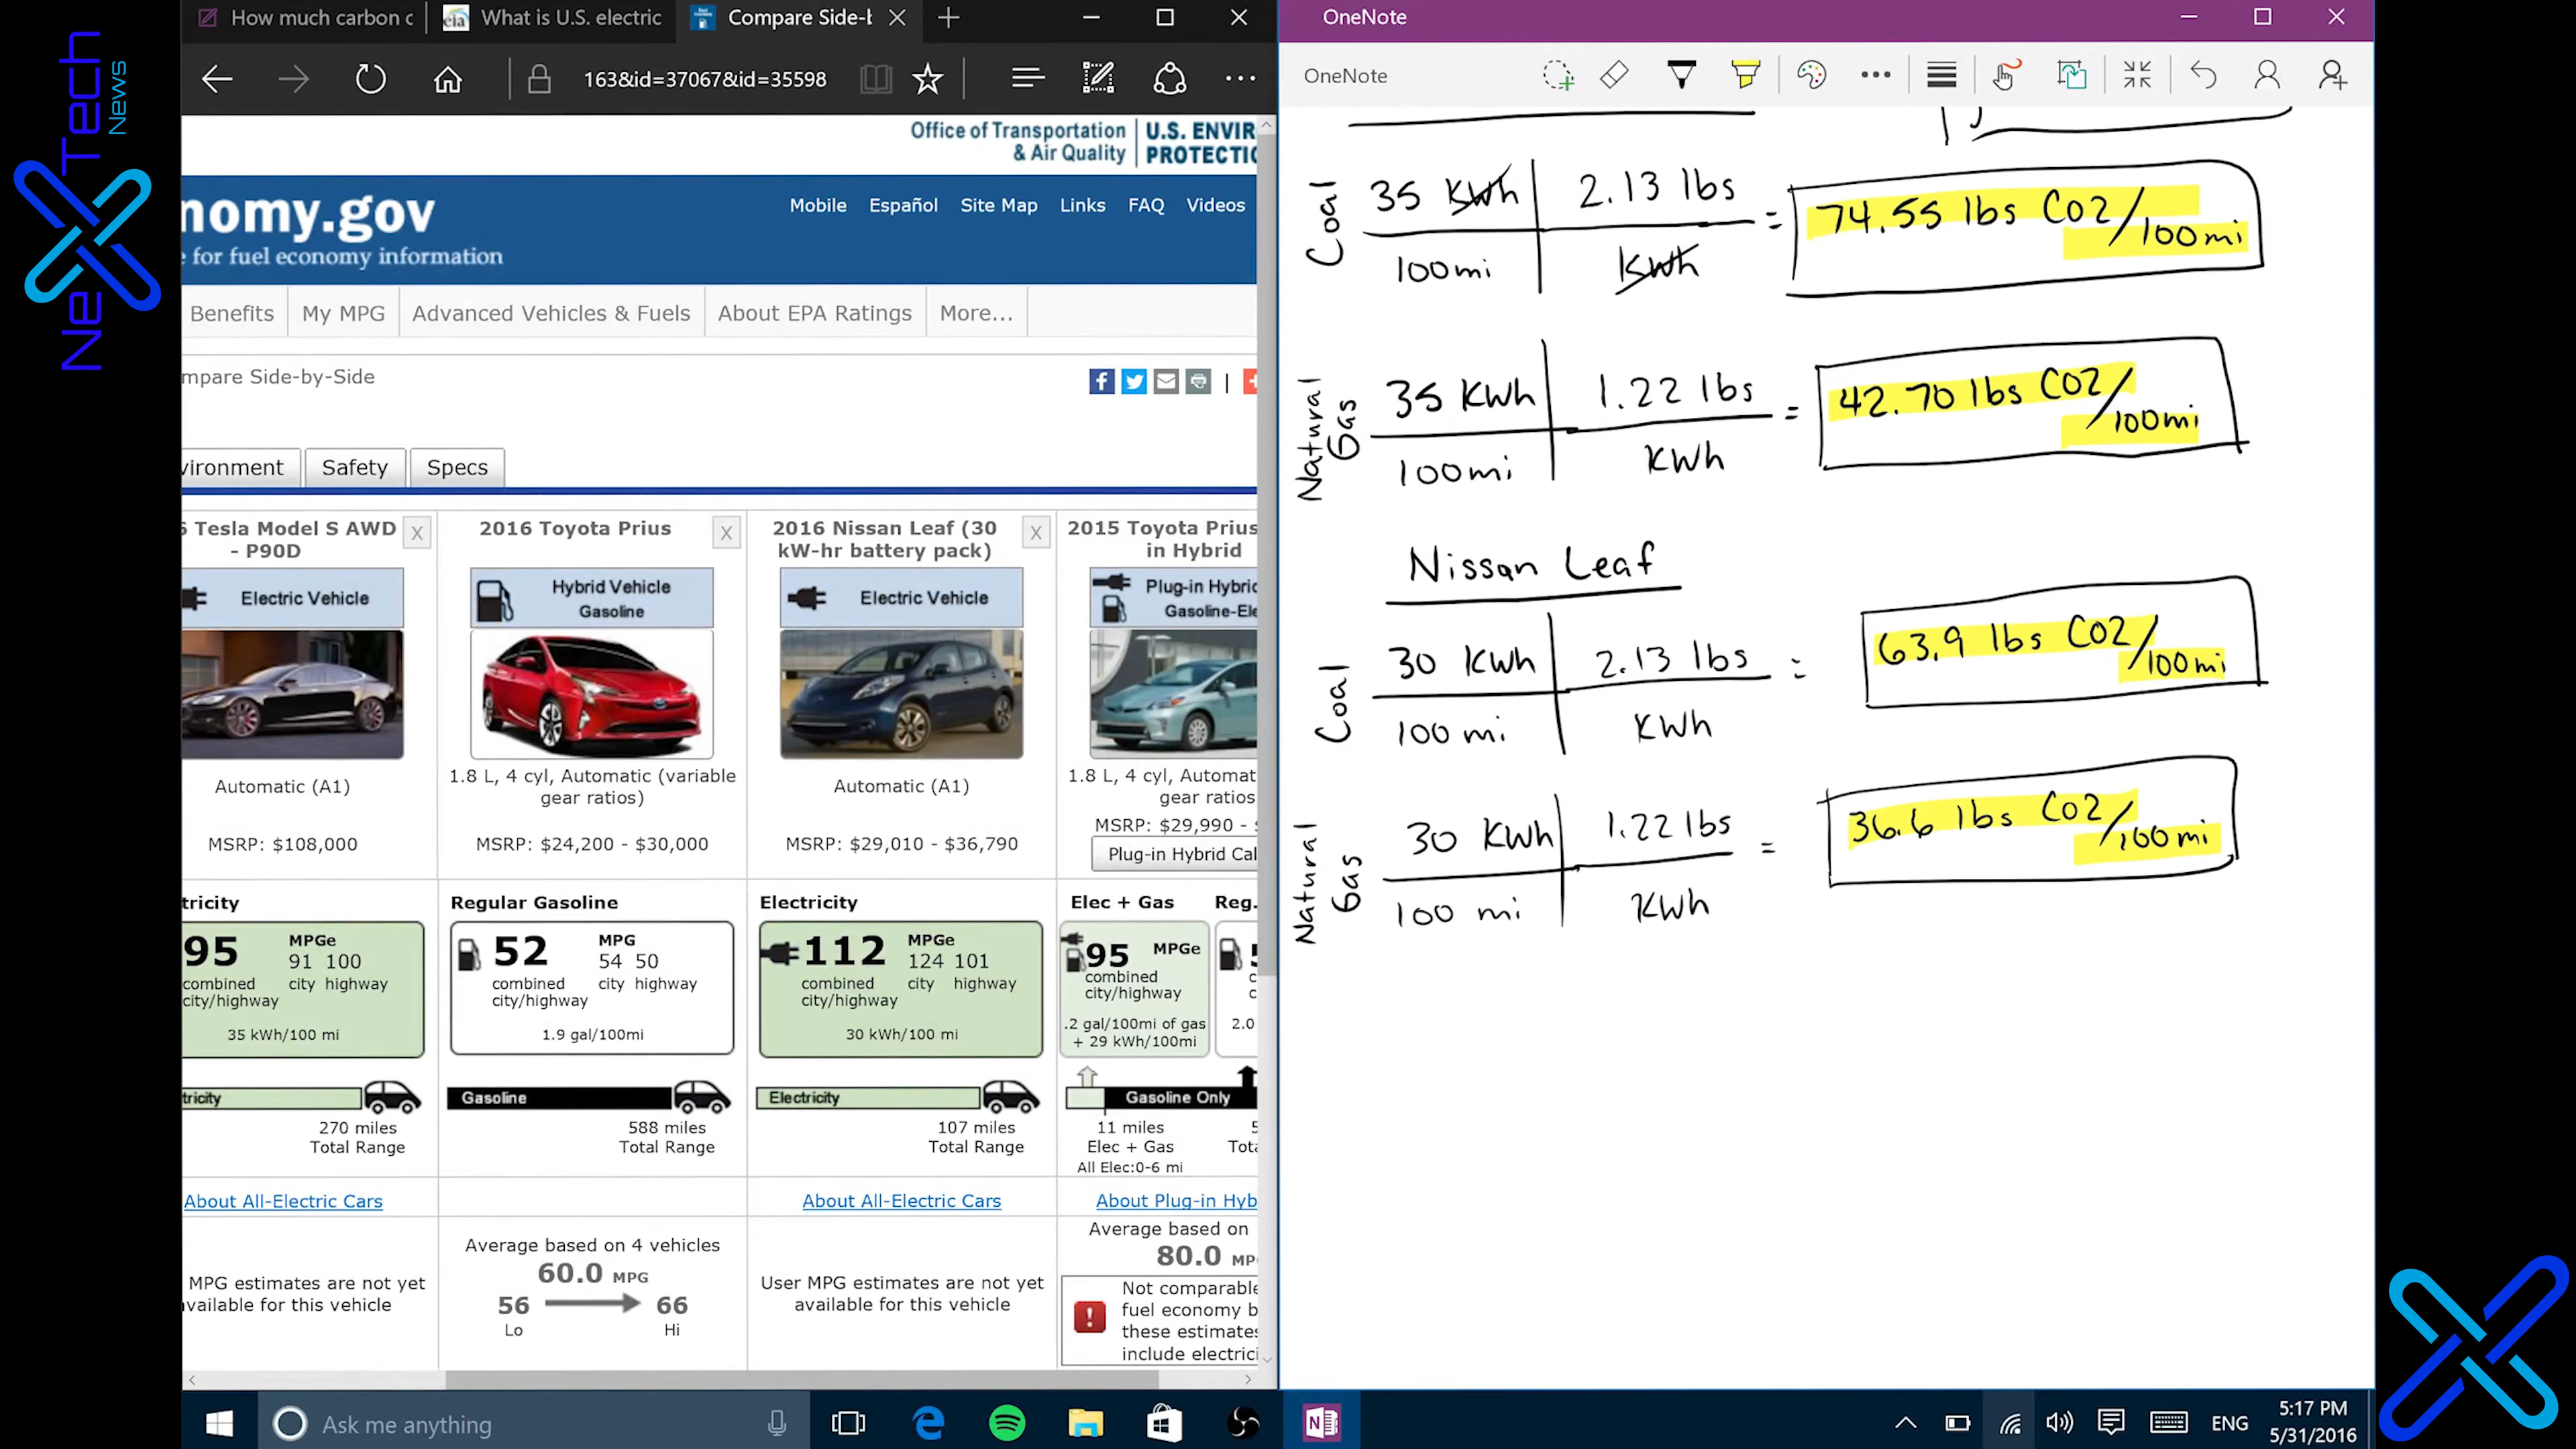 Ne Tech
News
How much carbon c
eia What is U.S. electric
Compare Side-b
163&id=37067&id=35598
Office of Transportation
& Air Quality
U.S. ENVIR
PROTECTIO
nomy.gov
e for fuel economy information
Mobile Español Site Map Links FAQ Videos
Benefits My MPG Advanced Vehicles & Fuels About EPA Ratings More...
mpare Side-by-Side
vironment Safety Specs
6 Tesla Model S AWD
- P90D
X
Electric Vehicle
Automatic (A1)
MSRP: $108,000
tricity
95
MPGe
91 100
combined
city/highway
city highway
35 kWh/100 mi
tricity
270 miles
Total Range
About All-Electric Cars
MPG estimates are not yet
available for this vehicle
2016 Toyota Prius
X
Hybrid Vehicle
Gasoline
1.8 L, 4 cyl, Automatic (variable
gear ratios)
MSRP: $24,200 - $30,000
Regular Gasoline
52
MPG
54 50
combined
city/highway
city highway
1.9 gal/100mi
Gasoline
588 miles
Total Range
Average based on 4 vehicles
60.0 MPG
56 66
Lo Hi
2016 Nissan Leaf (30
kW-hr battery pack)
X
Electric Vehicle
Automatic (A1)
MSRP: $29,010 - $36,790
Electricity
112
MPGe
124 101
combined
city/highway
city highway
30 kWh/100 mi
Electricity
107 miles
Total Range
About All-Electric Cars
User MPG estimates are not yet
available for this vehicle
2015 Toyota Prius
in Hybrid
Plug-in Hybric
Gasoline-Ele
1.8 L, 4 cyl, Automat
gear ratios)
MSRP: $29,990 -
Plug-in Hybrid Cal
Elec + Gas Reg.
95 MPGe
combined
city/highway
.2 gal/100mi of gas
+ 29 kWh/100mi
2.0
Gasoline Only
11 miles
Elec + Gas
All Elec:0-6 mi
Tota
About Plug-in Hyb
Average based on
80.0 MP
!
Not comparable
fuel economy b
these estimates
include electrici
Ask me anything
OneNote
OneNote
Coal
35 KWh 2.13 lbs
100mi KWh
= 74.55 lbs CO2/
100mi
Natural
Gas
35 KWh 1.22 lbs
100mi KWh
= 42.70 lbs CO2/
100mi
Nissan Leaf
Coal
30 KWh 2.13 lbs
100 mi KWh
= 63.9 lbs CO2/
100mi
Natural
Gas
30 KWh 1.22 lbs
100 mi KWh
= 36.6 lbs CO2/
100 mi
ENG
5:17 PM
5/31/2016